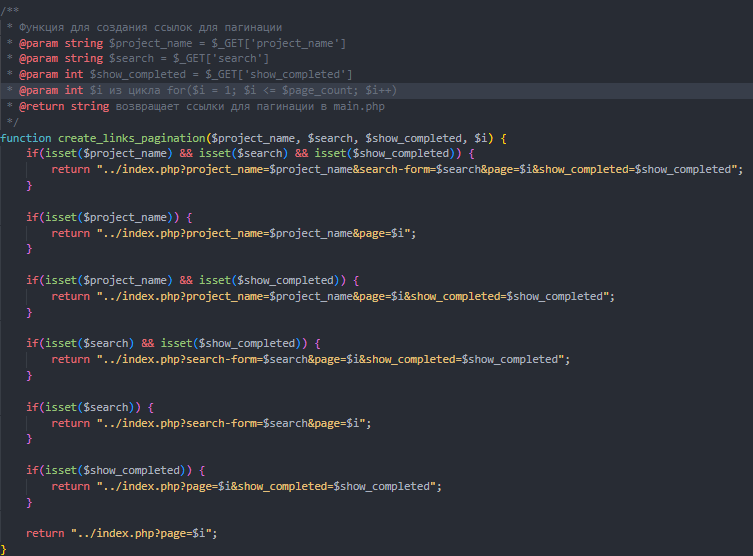 /**
 * Функция для создания ссылок для пагинации
 * @param string $project_name = $_GET['project_name']
 * @param string $search = $_GET['search']
 * @param int $show_completed = $_GET['show_completed']
 * @param int $i из цикла for($i = 1; $i <= $page_count; $i++)
 * @return string возвращает ссылки для пагинации в main.php
 */
function create_links_pagination($project_name, $search, $show_completed, $i) {
    if(isset($project_name) && isset($search) && isset($show_completed)) {
        return "../index.php?project_name=$project_name&search-form=$search&page=$i&show_completed=$show_completed";
    }

    if(isset($project_name)) {
        return "../index.php?project_name=$project_name&page=$i";
    }

    if(isset($project_name) && isset($show_completed)) {
        return "../index.php?project_name=$project_name&page=$i&show_completed=$show_completed";
    }

    if(isset($search) && isset($show_completed)) {
        return "../index.php?search-form=$search&page=$i&show_completed=$show_completed";
    }

    if(isset($search)) {
        return "../index.php?search-form=$search&page=$i";
    }

    if(isset($show_completed)) {
        return "../index.php?page=$i&show_completed=$show_completed";
    }

    return "../index.php?page=$i";
}